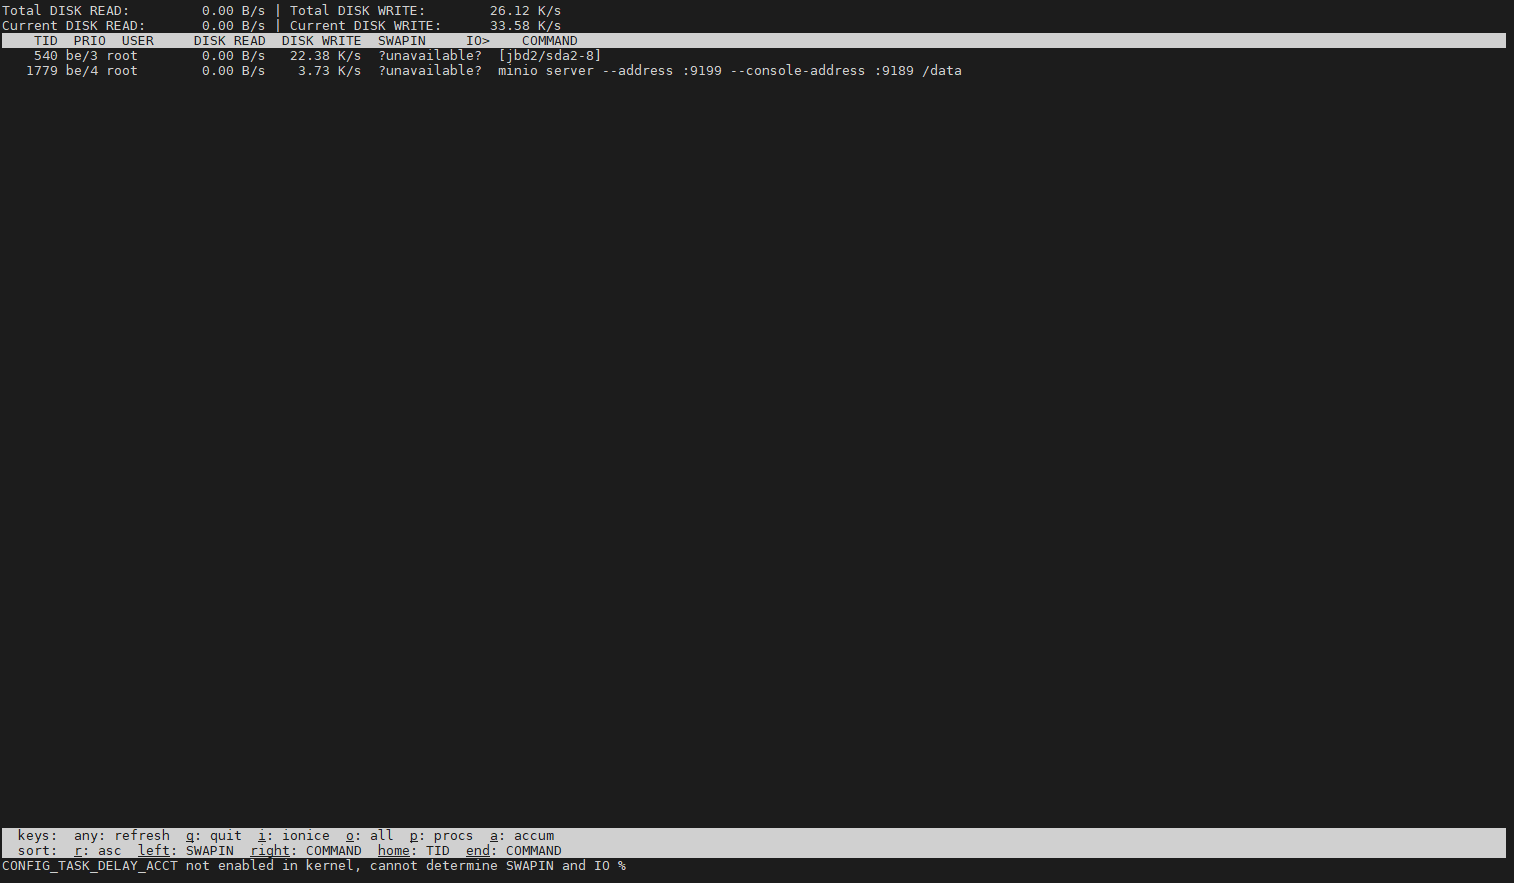 Total DISK READ:         0.00 B/s | Total DISK WRITE:        26.12 K/s
Current DISK READ:       0.00 B/s | Current DISK WRITE:      33.58 K/s
    TID  PRIO  USER     DISK READ  DISK WRITE  SWAPIN     IO>    COMMAND
    540 be/3 root        0.00 B/s   22.38 K/s  ?unavailable?  [jbd2/sda2-8]
   1779 be/4 root        0.00 B/s    3.73 K/s  ?unavailable?  minio server --address :9199 --console-address :9189 /data
  keys:  any: refresh  q: quit  i: ionice  o: all  p: procs  a: accum
  sort:  r: asc  left: SWAPIN  right: COMMAND  home: TID  end: COMMAND
CONFIG_TASK_DELAY_ACCT not enabled in kernel, cannot determine SWAPIN and IO %